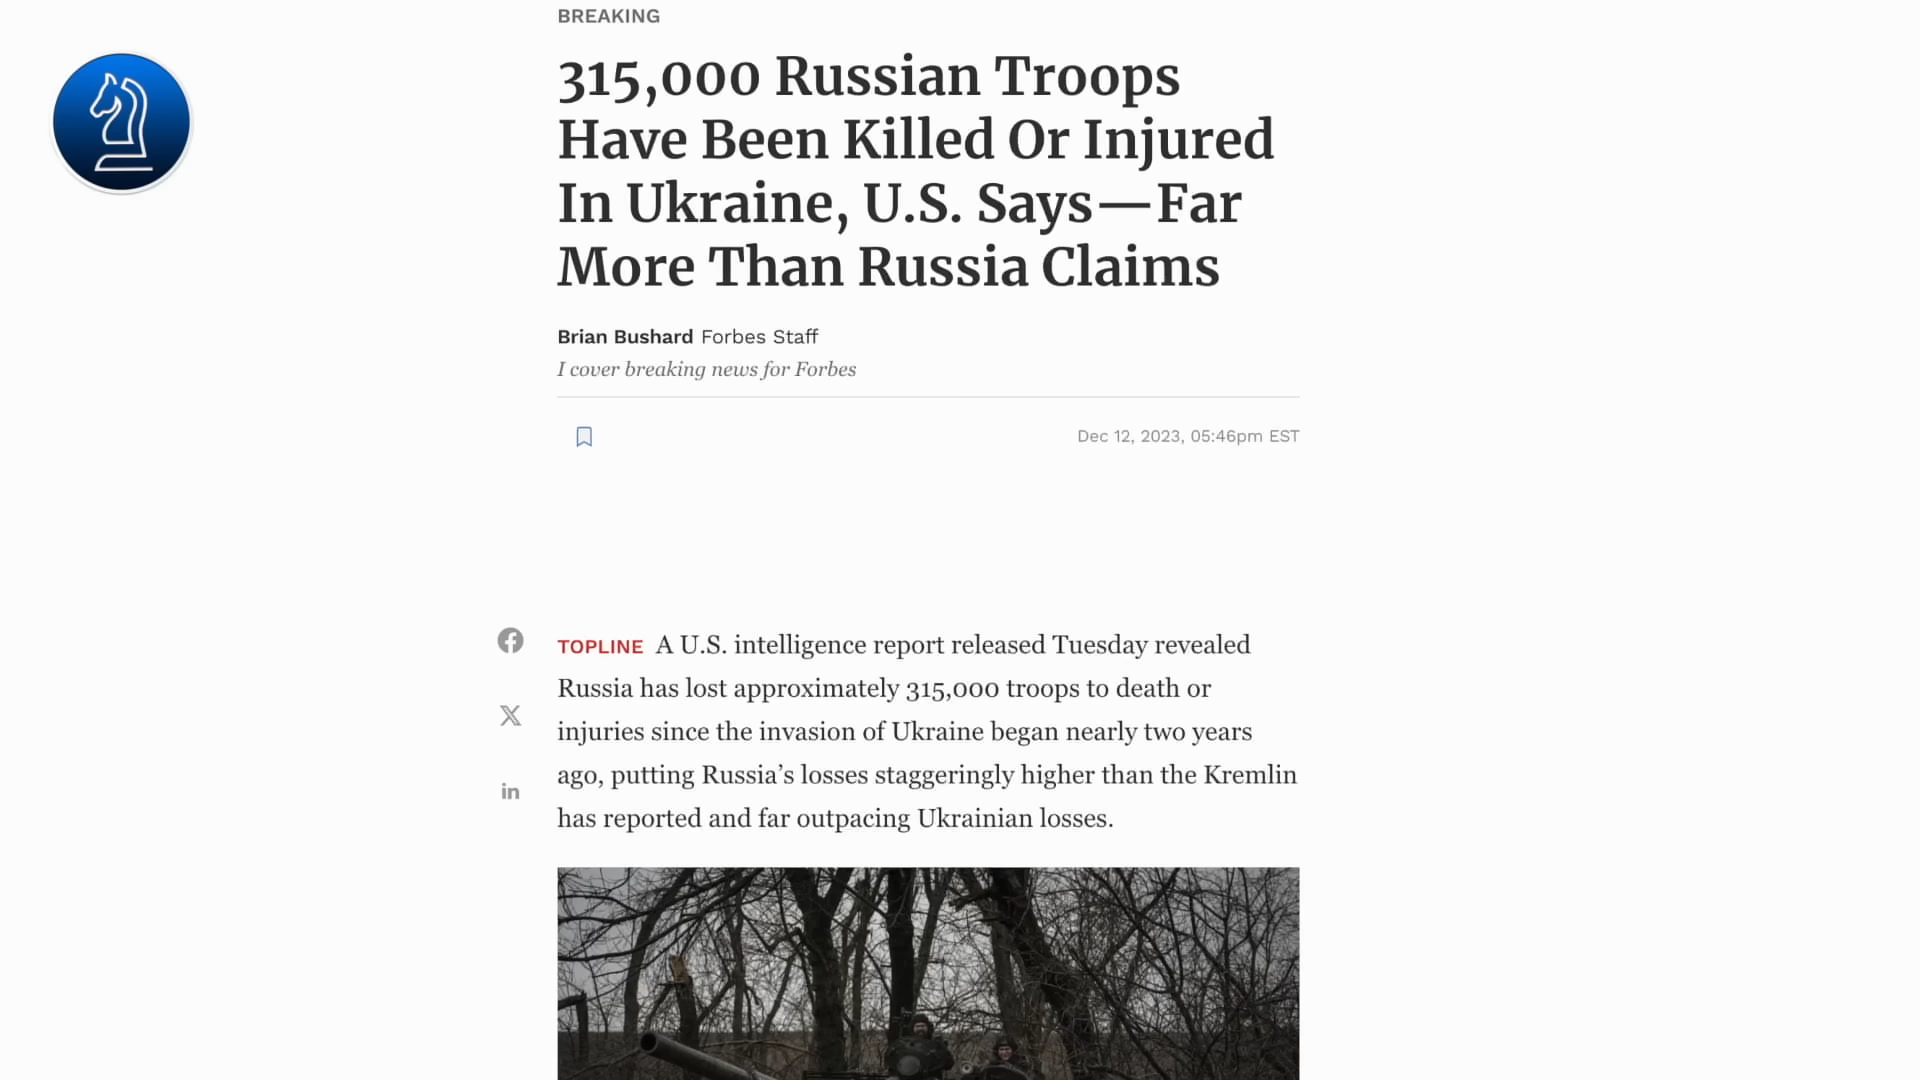 BREAKING
315,000 Russian Troops
Have Been Killed Or Injured
In Ukraine, U.S. Says—Far
More Than Russia Claims
Brian Bushard Forbes Staff
I cover breaking news for Forbes
Dec 12, 2023, 05:46pm EST
TOPLINE A U.S. intelligence report released Tuesday revealed
Russia has lost approximately 315,000 troops to death or
injuries since the invasion of Ukraine began nearly two years
ago, putting Russia’s losses staggeringly higher than the Kremlin
has reported and far outpacing Ukrainian losses.